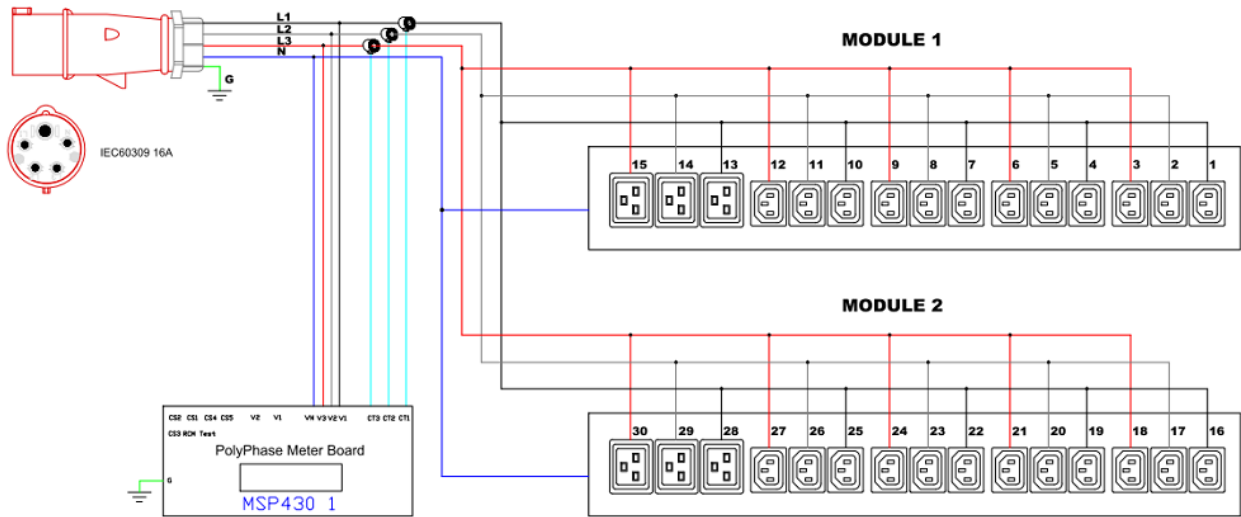 L1
L2
L3
N
G
IEC60309 16A
MODULE 1
15 14 13 12 11 10 9 8 7 6 5 4 3 2 1
MODULE 2
30 29 28 27 26 25 24 23 22 21 20 19 18 17 16
CS2 CS1 CS4 CS5 V2 V1 VN V3 V2 V1 CT3 CT2 CT1
CS3 RCM Test
PolyPhase Meter Board
G
MSP430 1